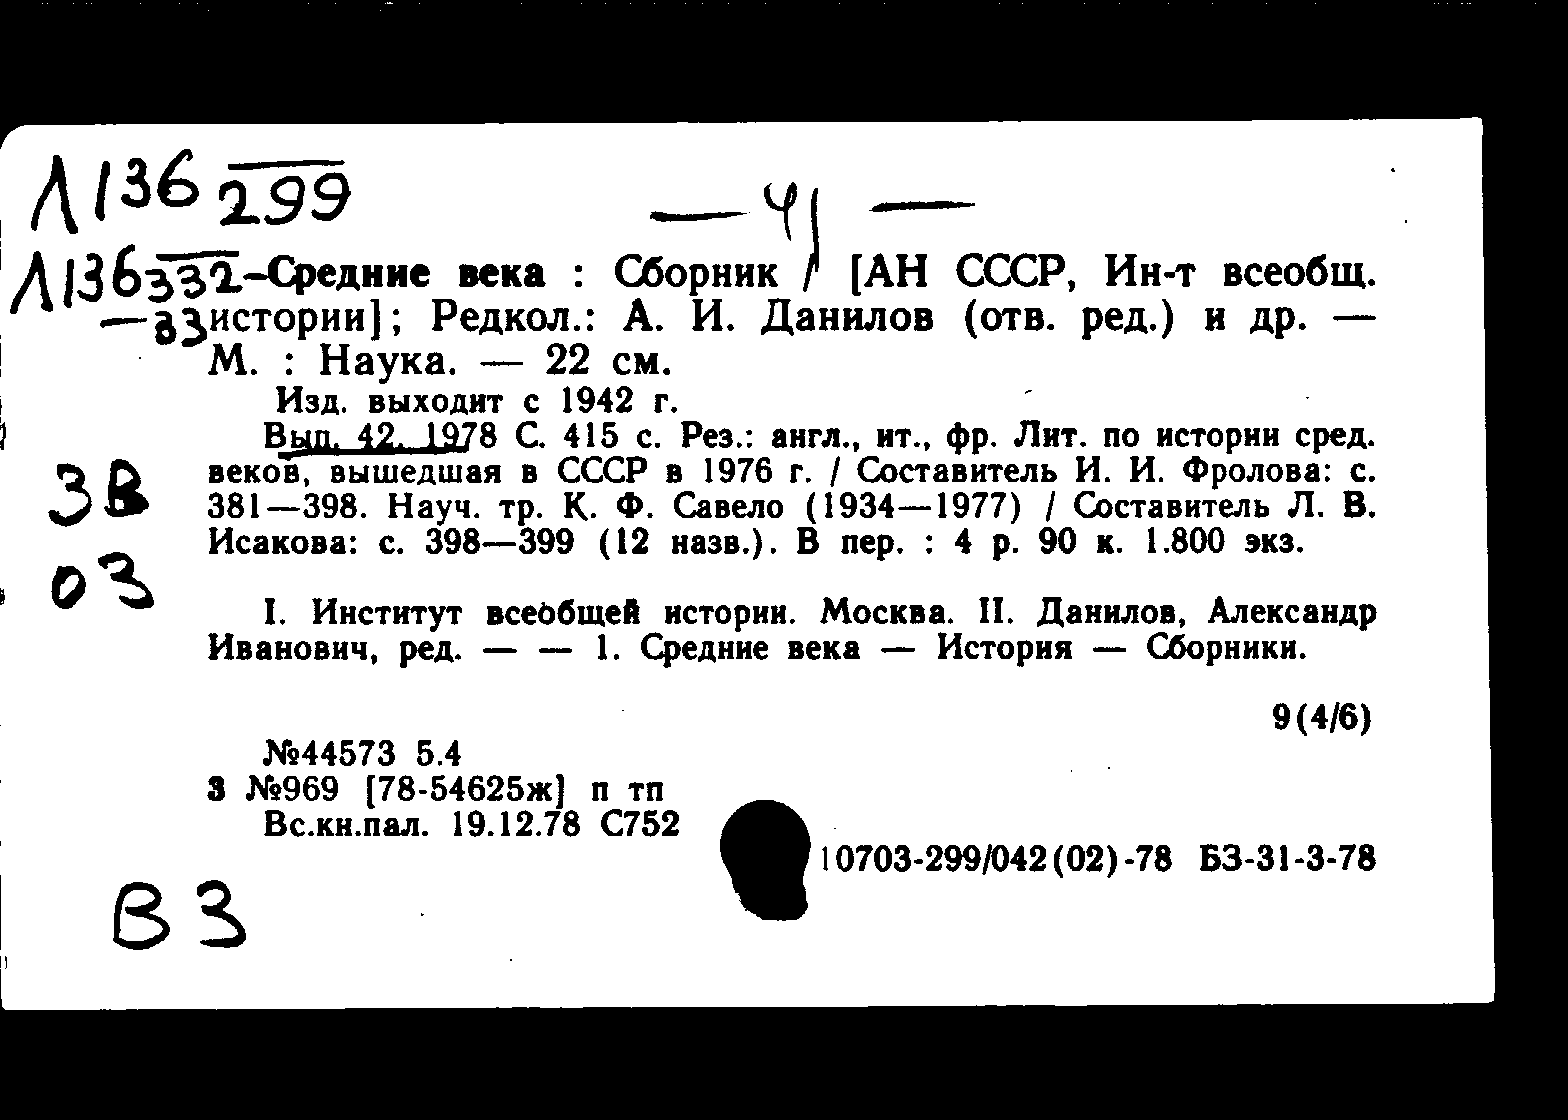 Л136 299
— 4 —
Л136332-Средние века : Сборник / [АН СССР, Ин-т всеобщ.
—33 истории]; Редкол.: А. И. Данилов (отв. ред.) и др. —
М. : Наука. — 22 см.
Изд. выходит с 1942 г.
Вып. 42. 1978 С. 415 с. Рез.: англ., ит., фр. Лит. по истории сред.
веков, вышедшая в СССР в 1976 г. / Составитель И. И. Фролова: с.
381—398. Науч. тр. К. Ф. Савело (1934—1977) / Составитель Л. В.
Исакова: с. 398—399 (12 назв.). В пер. : 4 р. 90 к. 1.800 экз.
ЗВ
03
I. Институт всеобщей истории. Москва. II. Данилов, Александр
Иванович, ред. — — 1. Средние века — История — Сборники.
9(4/6)
№44573 5.4
3 №969 [78-54625ж] п тп
Вс.кн.пал. 19.12.78 С752
10703-299/042(02)-78 БЗ-31-3-78
В 3